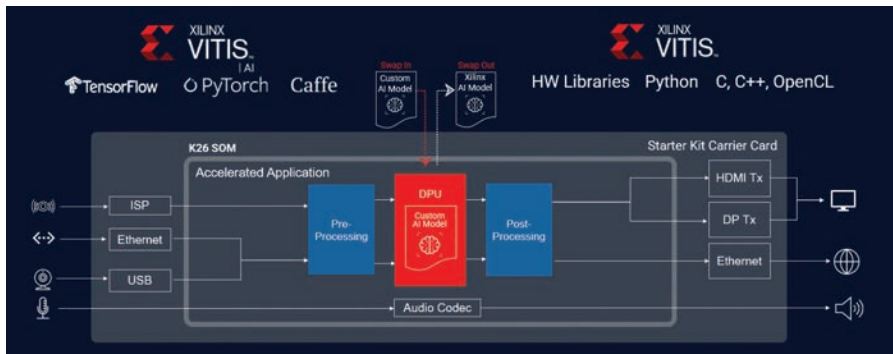 XILINX
VITIS™
| AI
TensorFlow PyTorch Caffe
Swap In
Custom
AI Model
Swap Out
Xilinx
AI Model
XILINX
VITIS™
HW Libraries Python C, C++, OpenCL
K26 SOM
Starter Kit Carrier Card
Accelerated Application
ISP
Ethernet
USB
Pre-
Processing
DPU
Custom
AI Model
Post-
Processing
Audio Codec
HDMI Tx
DP Tx
Ethernet